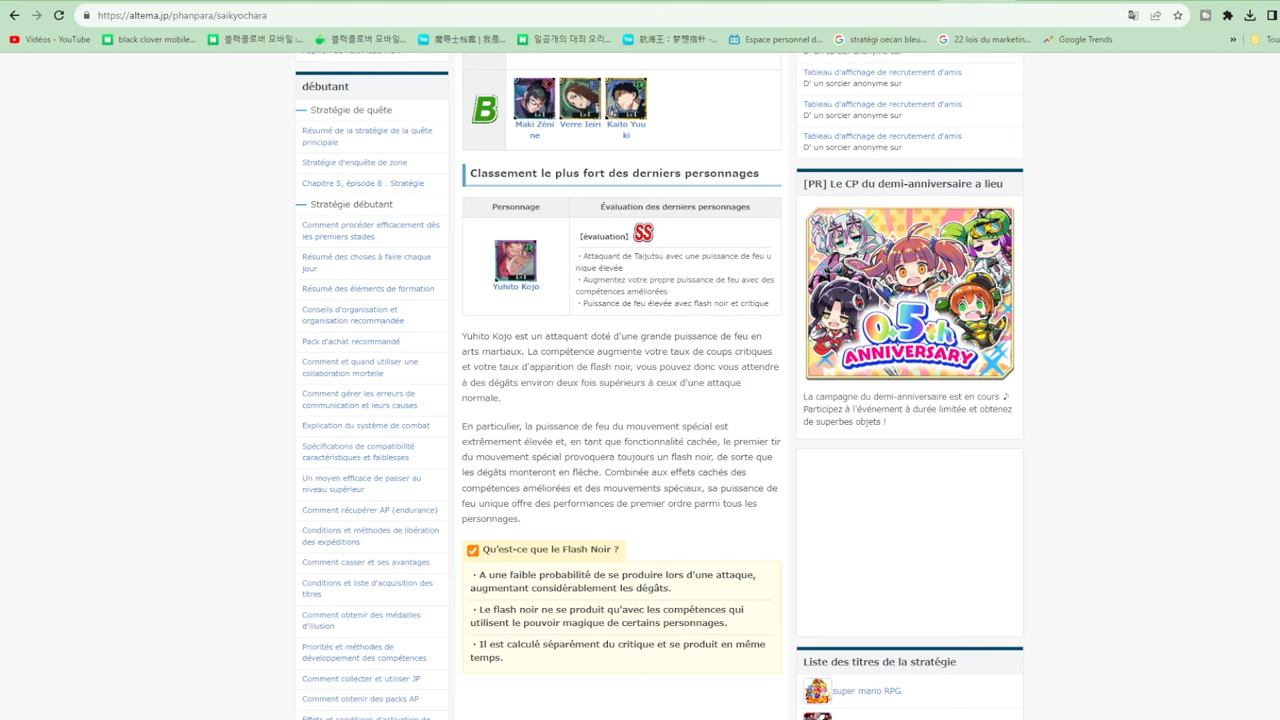 https://altema.jp/phanpara/saikyochara
Vidéos - YouTube
black clover mobile...
블랙클로버 모바일 :...
블랙클로버 모바일...
魔辱士档案 | 我是...
일곱개의 대죄 오리...
航海王：梦想指针 -...
Espace personnel d...
stratégi oecan bleu...
22 lois du marketin...
Google Trends
»
Tou
débutant
Stratégie de quête
Résumé de la stratégie de la quête
principale
Stratégie d'enquête de zone
Chapitre 5, épisode 8 : Stratégie
Stratégie débutant
Comment procéder efficacement dès
les premiers stades
Résumé des choses à faire chaque
jour
Résumé des éléments de formation
Conseils d'organisation et
organisation recommandée
Pack d'achat recommandé
Comment et quand utiliser une
collaboration mortelle
Comment gérer les erreurs de
communication et leurs causes
Explication du système de combat
Spécifications de compatibilité
caractéristiques et faiblesses
Un moyen efficace de passer au
niveau supérieur
Comment récupérer AP (endurance)
Conditions et méthodes de libération
des expéditions
Comment casser et ses avantages
Conditions et liste d'acquisition des
titres
Comment obtenir des médailles
d'illusion
Priorités et méthodes de
développement des compétences
Comment collecter et utiliser JP
Comment obtenir des packs AP
Effets et conditions d'activation de
B
Lv1
Lv1
Lv1
Maki Zéni
ne
Verre Ieiri
Kaito Yuu
ki
Classement le plus fort des derniers personnages
Personnage
Évaluation des derniers personnages
Lv1
Yuhito Kojo
【évaluation】 SS
・Attaquant de Taijutsu avec une puissance de feu u
nique élevée
・Augmentez votre propre puissance de feu avec des
compétences améliorées
・Puissance de feu élevée avec flash noir et critique
Yuhito Kojo est un attaquant doté d'une grande puissance de feu en
arts martiaux. La compétence augmente votre taux de coups critiques
et votre taux d'apparition de flash noir, vous pouvez donc vous attendre
à des dégâts environ deux fois supérieurs à ceux d'une attaque
normale.
En particulier, la puissance de feu du mouvement spécial est
extrêmement élevée et, en tant que fonctionnalité cachée, le premier tir
du mouvement spécial provoquera toujours un flash noir, de sorte que
les dégâts monteront en flèche. Combinée aux effets cachés des
compétences améliorées et des mouvements spéciaux, sa puissance de
feu unique offre des performances de premier ordre parmi tous les
personnages.
Qu'est-ce que le Flash Noir ?
・A une faible probabilité de se produire lors d'une attaque,
augmentant considérablement les dégâts.
・Le flash noir ne se produit qu'avec les compétences qui
utilisent le pouvoir magique de certains personnages.
・Il est calculé séparément du critique et se produit en même
temps.
Tableau d'affichage de recrutement d'amis
D' un sorcier anonyme sur
Tableau d'affichage de recrutement d'amis
D' un sorcier anonyme sur
Tableau d'affichage de recrutement d'amis
D' un sorcier anonyme sur
[PR] Le CP du demi-anniversaire a lieu
0.5th
ANNIVERSARY
La campagne du demi-anniversaire est en cours ♪
Participez à l'événement à durée limitée et obtenez
de superbes objets !
Liste des titres de la stratégie
super mario RPG